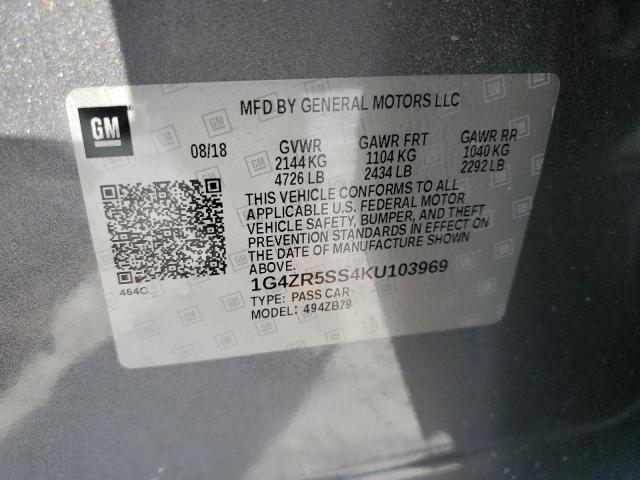 GM
MFD BY GENERAL MOTORS LLC
08/18 GVWR GAWR FRT GAWR RR
2144 KG 1104 KG 1040 KG
4726 LB 2434 LB 2292 LB
THIS VEHICLE CONFORMS TO ALL
APPLICABLE U.S. FEDERAL MOTOR
VEHICLE SAFETY, BUMPER, AND THEFT
PREVENTION STANDARDS IN EFFECT ON
THE DATE OF MANUFACTURE SHOWN
ABOVE.
464C
1G4ZR5SS4KU103969
TYPE: PASS CAR
MODEL: 494ZB79